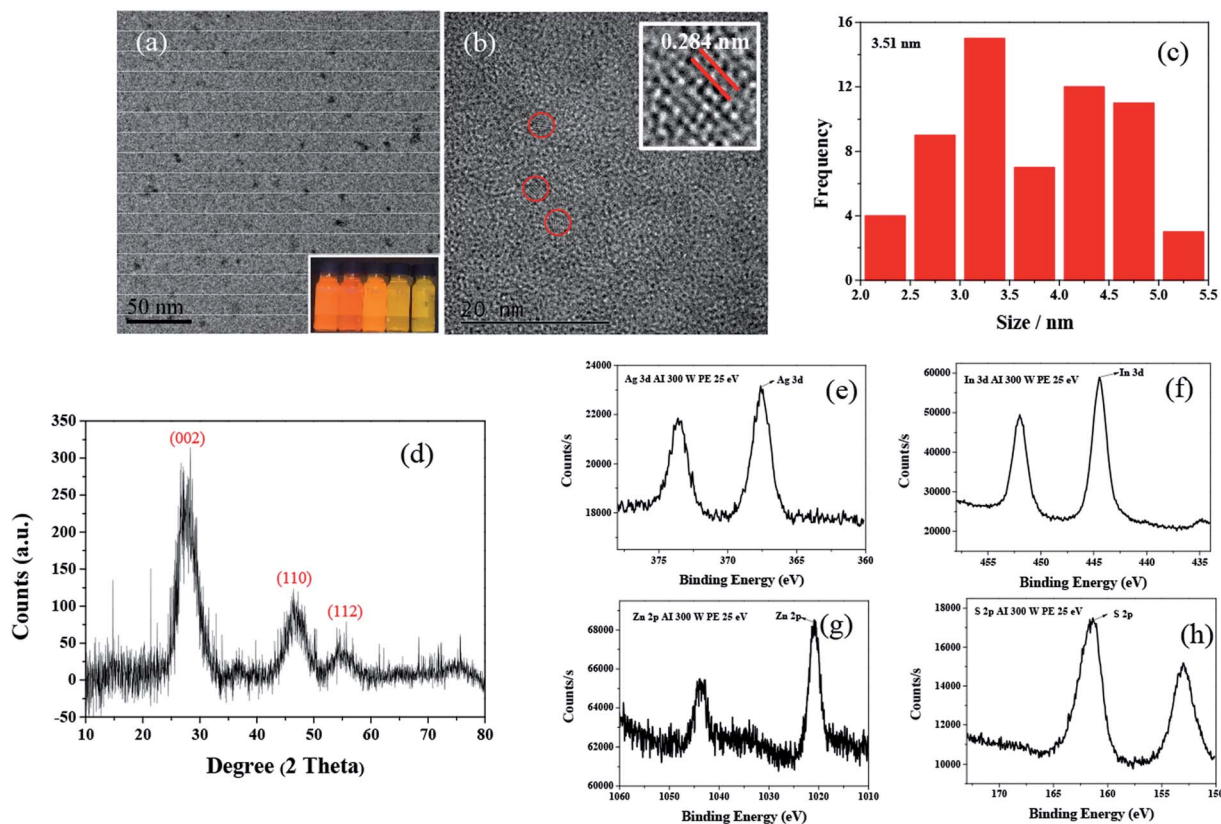 (a)
50 nm
(b)
0.284 nm
20 nm
(c)
3.51 nm
16
12
8
4
0
Frequency
2.0 2.5 3.0 3.5 4.0 4.5 5.0 5.5
Size / nm
(d)
(002)
(110)
(112)
350
300
250
200
150
100
50
0
-50
Counts (a.u.)
10 20 30 40 50 60 70 80
Degree (2 Theta)
(e)
Ag 3d Al 300 W PE 25 eV
Ag 3d
24000
22000
20000
18000
Counts/s
375 370 365 360
Binding Energy (eV)
(f)
In 3d Al 300 W PE 25 eV
In 3d
60000
50000
40000
30000
20000
Counts/s
455 450 445 440 435
Binding Energy (eV)
(g)
Zn 2p Al 300 W PE 25 eV
Zn 2p
68000
66000
64000
62000
60000
Counts/s
1060 1050 1040 1030 1020 1010
Binding Energy (eV)
(h)
S 2p Al 300 W PE 25 eV
S 2p
18000
16000
14000
12000
10000
Counts/s
170 165 160 155 150
Binding Energy (eV)